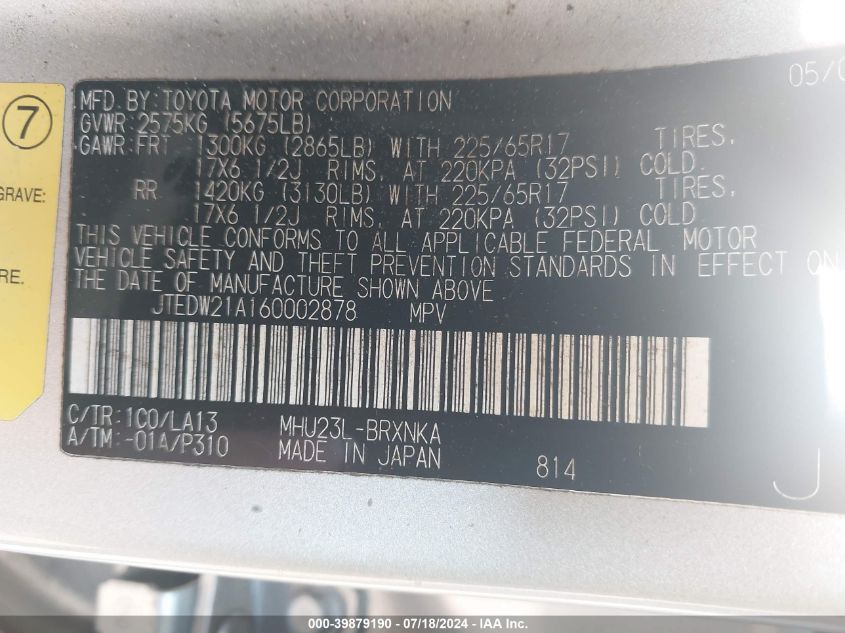 05/0
7
GRAVE:
RE.
MFD.BY:TOYOTA MOTOR CORPORATION
GVWR:2575KG (5675LB)
GAWR:FRT 1300KG (2865LB) WITH 225/65R17 TIRES,
17X6 1/2J RIMS, AT 220KPA (32PSI) COLD.
RR 1420KG (3130LB) WITH 225/65R17 TIRES,
17X6 1/2J RIMS, AT 220KPA (32PSI) COLD
THIS VEHICLE CONFORMS TO ALL APPLICABLE FEDERAL MOTOR
VEHICLE SAFETY AND THEFT PREVENTION STANDARDS IN EFFECT ON
THE DATE OF MANUFACTURE SHOWN ABOVE.
JTEDW21A160002878 MPV
C/TR:1C0/LA13 MHU23L-BRXNKA
A/TM:-01A/P310 MADE IN JAPAN 814
J
000-39879190 - 07/18/2024 - IAAI.com